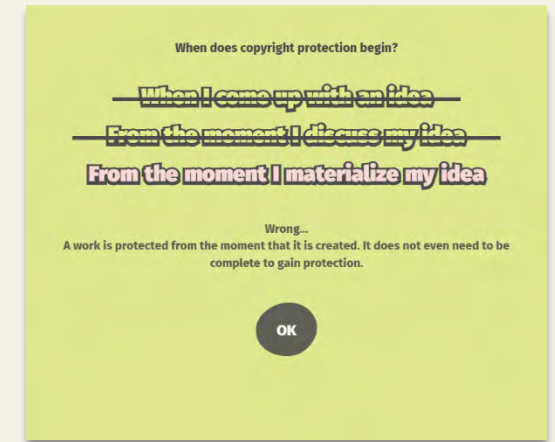 When does copyright protection begin?
When I come up with an idea
From the moment I discuss my idea
From the moment I materialize my idea
Wrong...
A work is protected from the moment that it is created. It does not even need to be
complete to gain protection.
OK